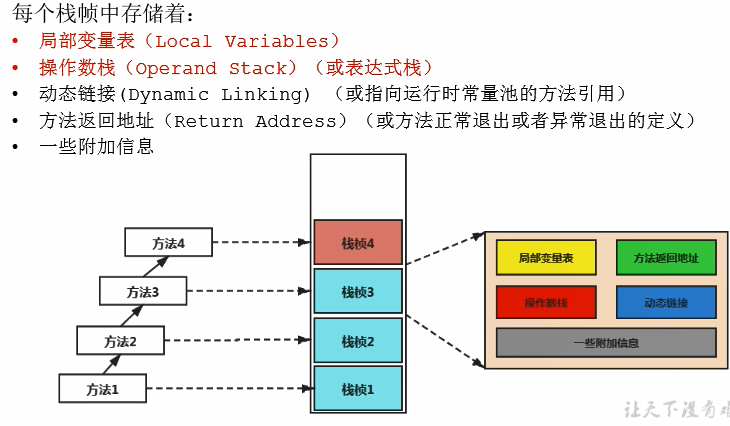 每个栈帧中存储着:
• 局部变量表（Local Variables）
• 操作数栈（Operand Stack）（或表达式栈）
• 动态链接(Dynamic Linking) （或指向运行时常量池的方法引用）
• 方法返回地址（Return Address）（或方法正常退出或者异常退出的定义）
• 一些附加信息
方法4
栈桢4
方法3
栈桢3
方法2
栈桢2
方法1
栈桢1
局部变量表
方法返回地址
操作数栈
动态链接
一些附加信息
让天下没有难